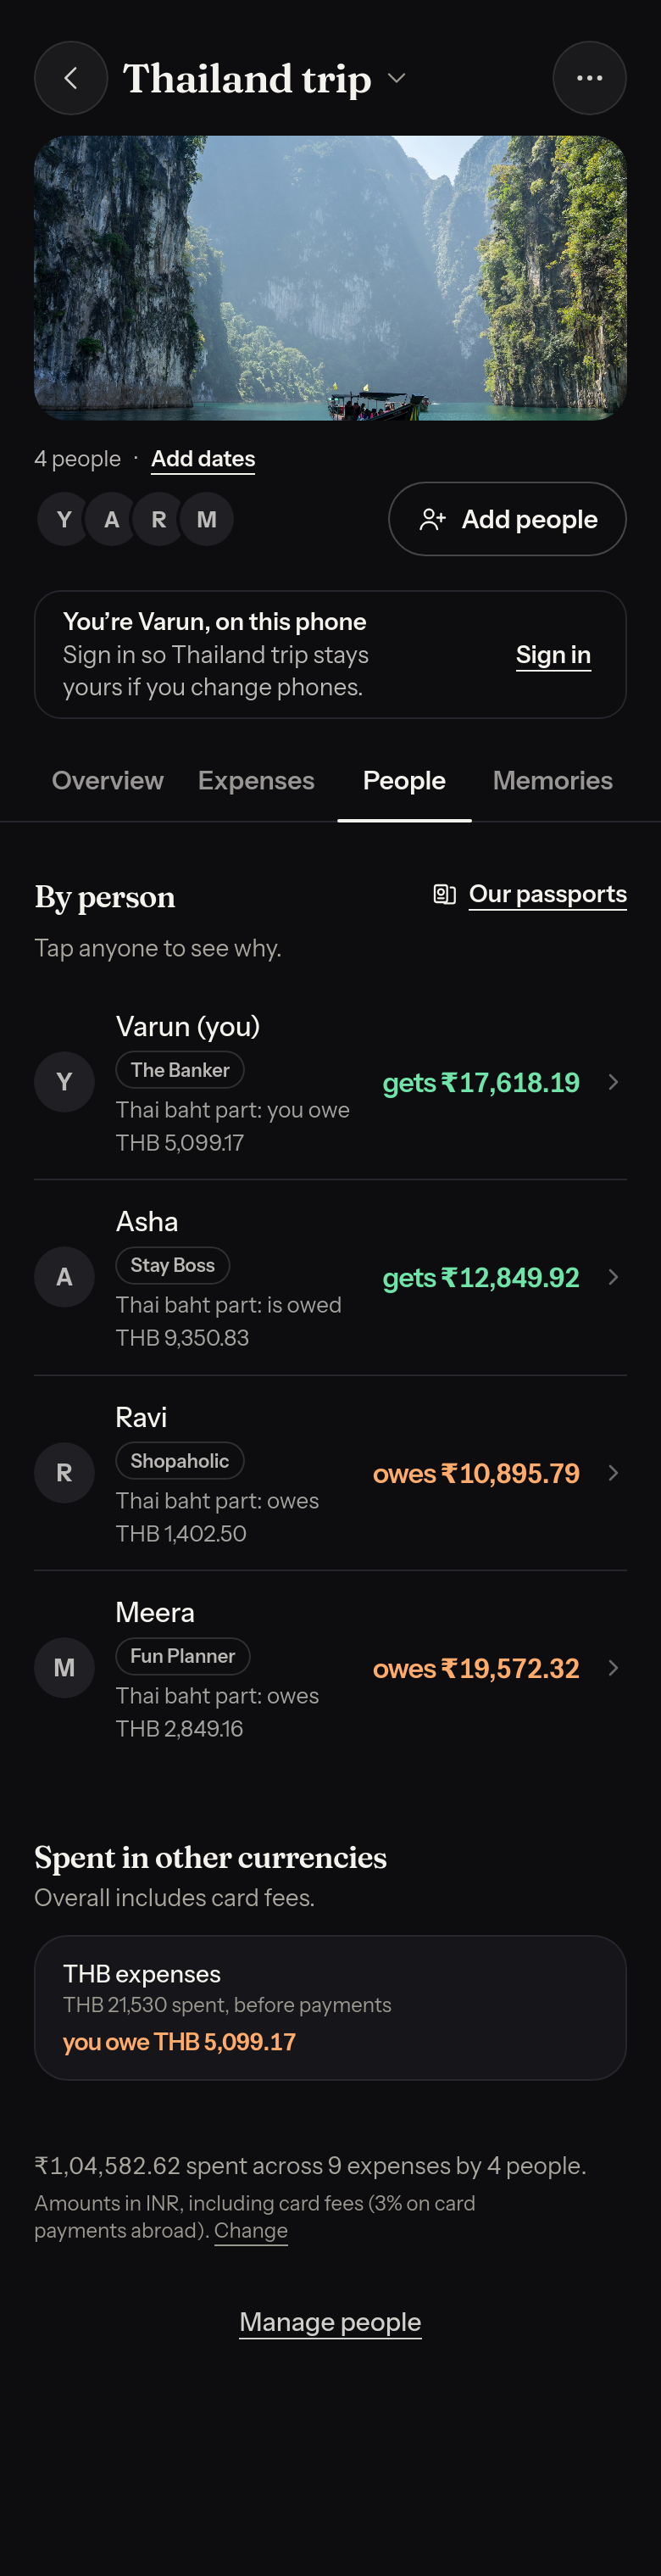 Thailand trip
4 people · Add dates
Y A R M
Add people
You’re Varun, on this phone
Sign in so Thailand trip stays
yours if you change phones.
Sign in
Overview Expenses People Memories
By person
Our passports
Tap anyone to see why.
Y
Varun (you)
The Banker
Thai baht part: you owe
THB 5,099.17
gets ₹17,618.19
A
Asha
Stay Boss
Thai baht part: is owed
THB 9,350.83
gets ₹12,849.92
R
Ravi
Shopaholic
Thai baht part: owes
THB 1,402.50
owes ₹10,895.79
M
Meera
Fun Planner
Thai baht part: owes
THB 2,849.16
owes ₹19,572.32
Spent in other currencies
Overall includes card fees.
THB expenses
THB 21,530 spent, before payments
you owe THB 5,099.17
₹1,04,582.62 spent across 9 expenses by 4 people.
Amounts in INR, including card fees (3% on card
payments abroad). Change
Manage people